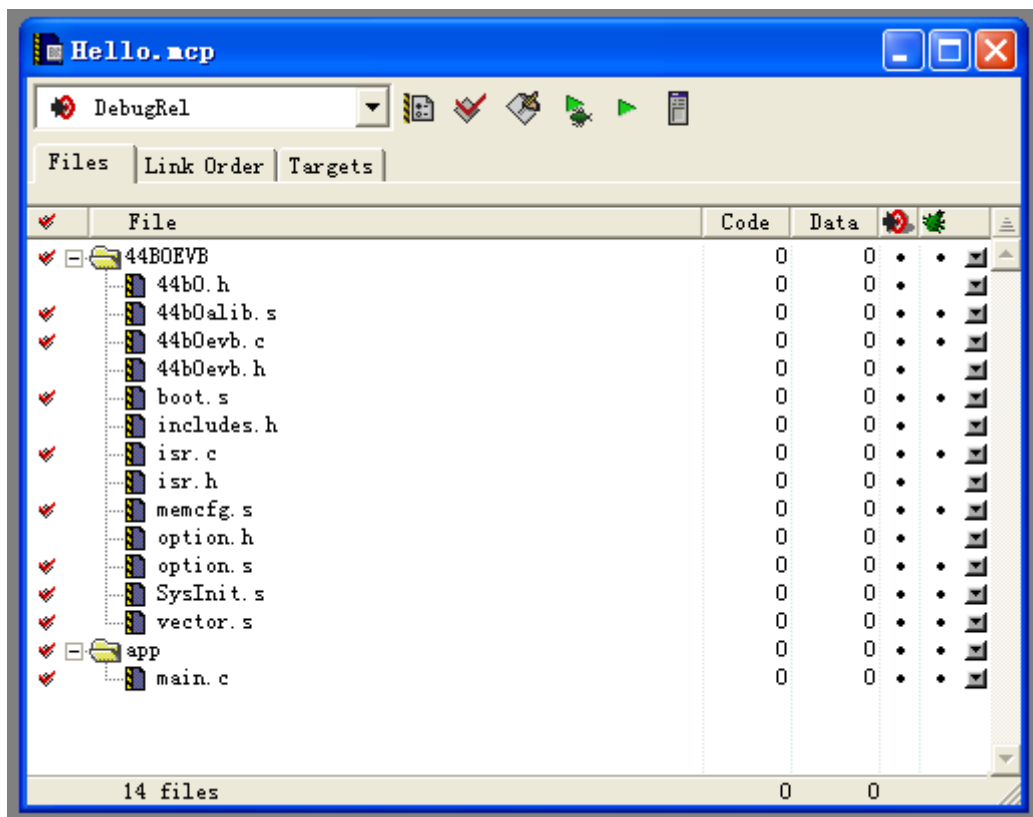 Hello.mcp
DebugRel
Files Link Order Targets
File Code Data
44B0EVB 0 0
44b0.h 0 0
44b0alib.s 0 0
44b0evb.c 0 0
44b0evb.h 0 0
boot.s 0 0
includes.h 0 0
isr.c 0 0
isr.h 0 0
memcfg.s 0 0
option.h 0 0
option.s 0 0
SysInit.s 0 0
vector.s 0 0
app 0 0
main.c 0 0
14 files 0 0